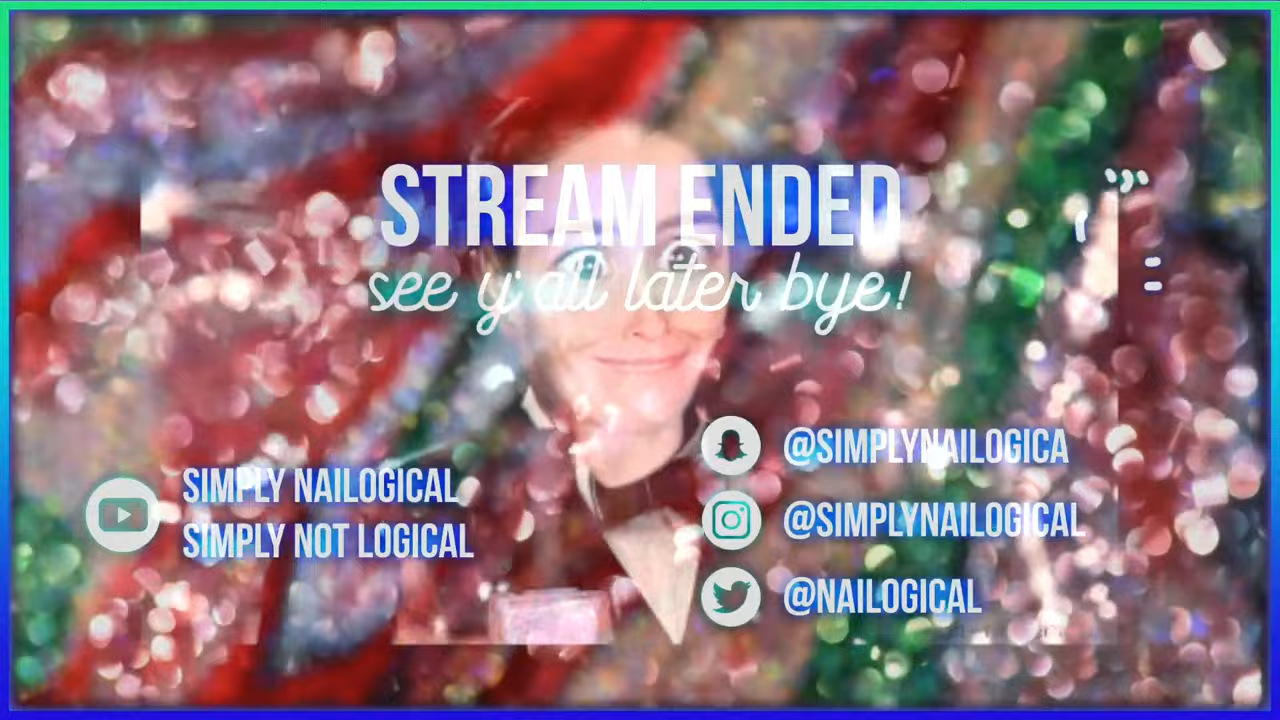 STREAM ENDED
see y'all later bye!
SIMPLY NAILOGICAL
SIMPLY NOT LOGICAL
@SIMPLYNAILOGICA
@SIMPLYNAILOGICAL
@NAILOGICAL